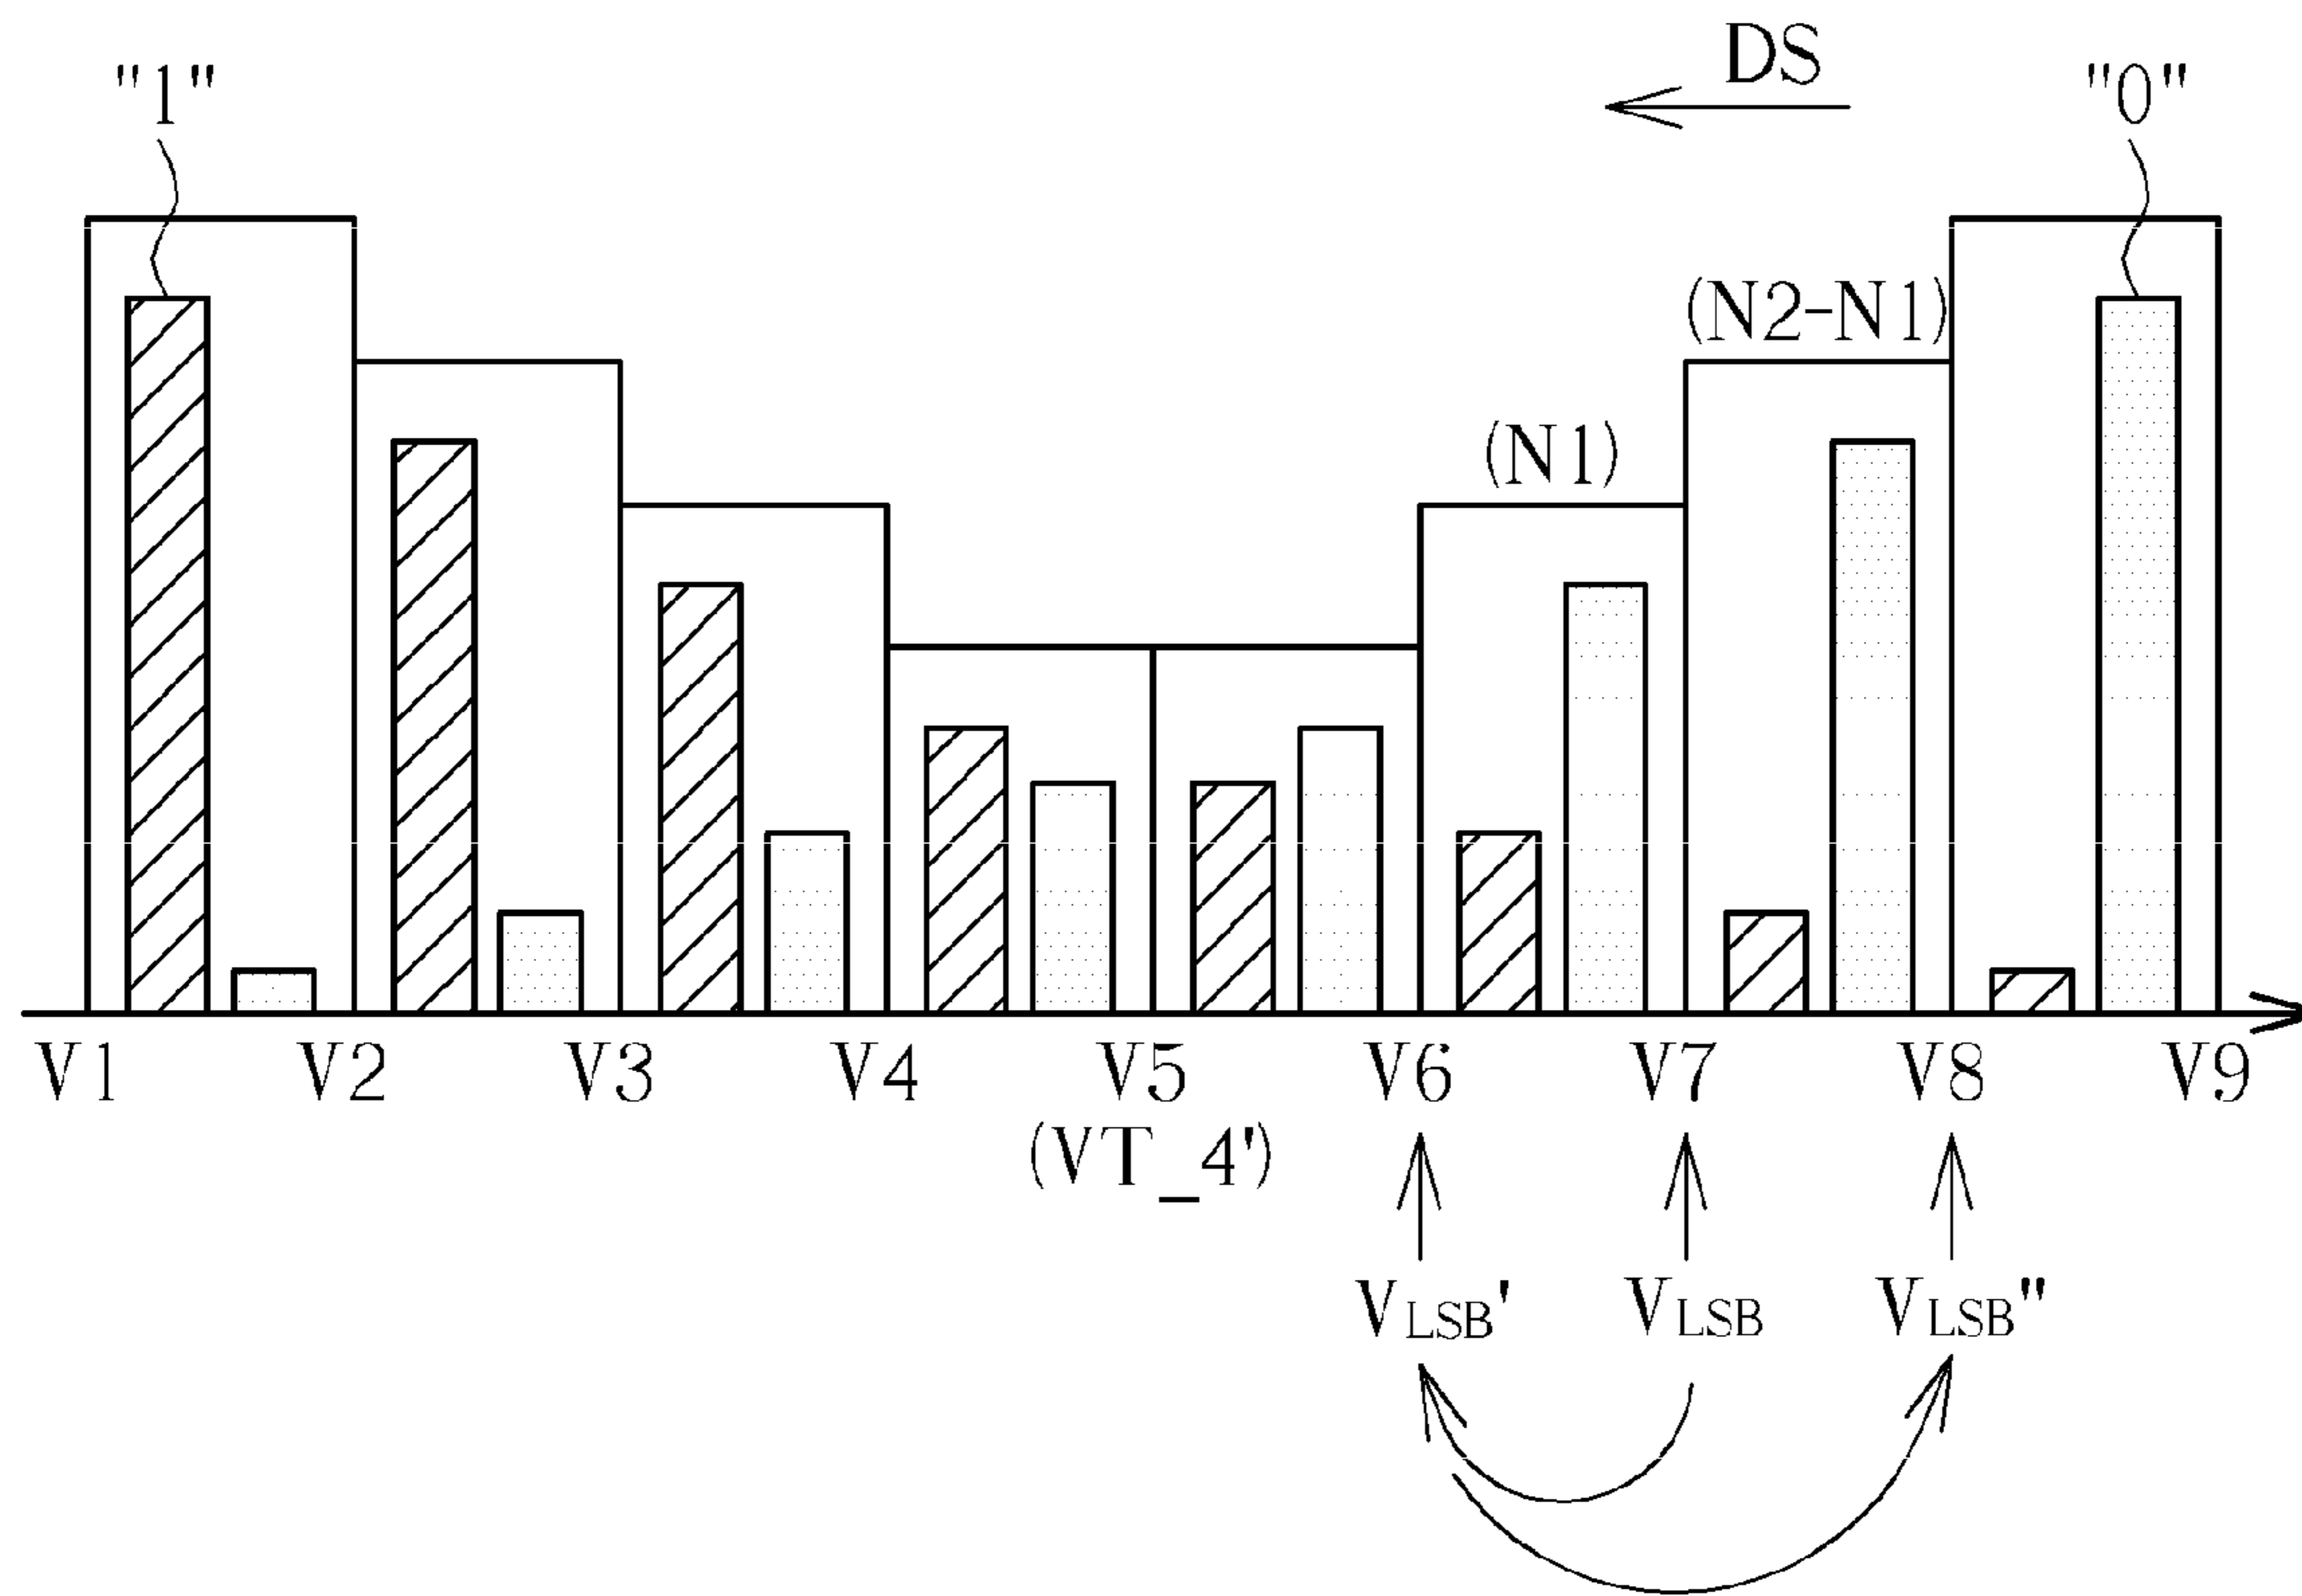 DS
"1"
"0"
(N2-N1)
(N1)
V1 V2 V3 V4 V5 V6 V7 V8 V9
(VT_4')
VLSB' VLSB VLSB"